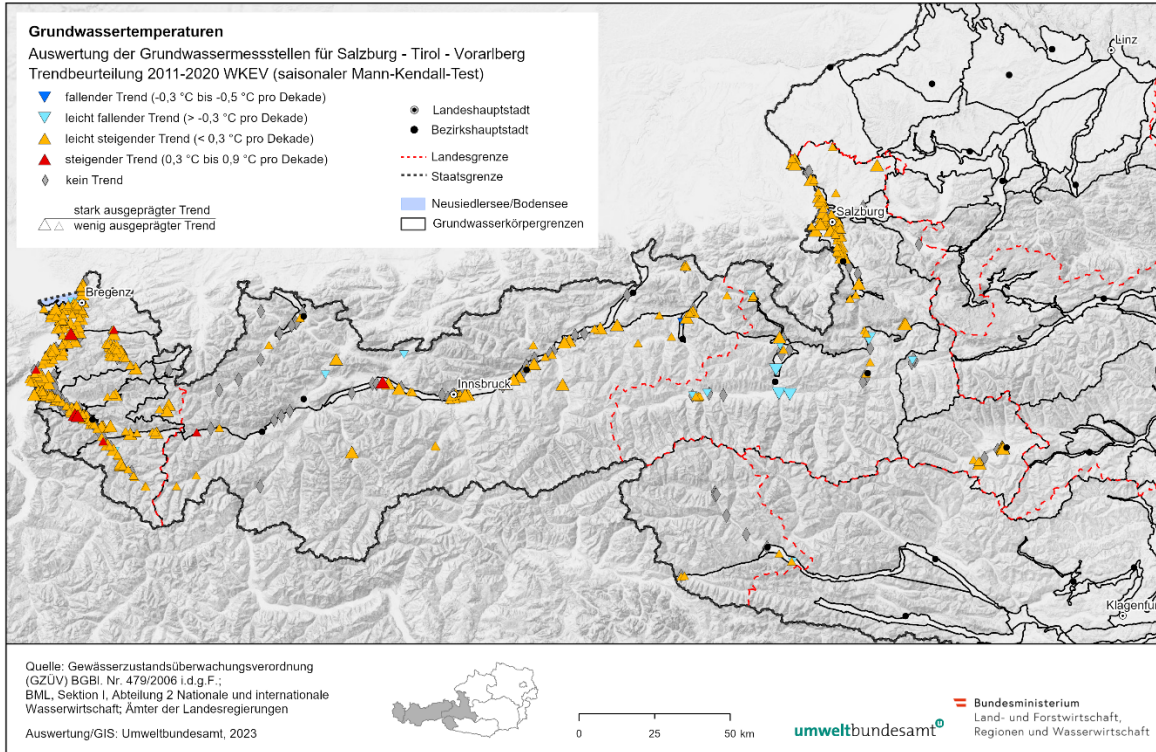 Grundwassertemperaturen
Auswertung der Grundwassermessstellen für Salzburg - Tirol - Vorarlberg
Trendbeurteilung 2011-2020 WKEV (saisonaler Mann-Kendall-Test)
fallender Trend (-0,3 °C bis -0,5 °C pro Dekade)
leicht fallender Trend (> -0,3 °C pro Dekade)
leicht steigender Trend (< 0,3 °C pro Dekade)
steigender Trend (0,3 °C bis 0,9 °C pro Dekade)
kein Trend
stark ausgeprägter Trend
wenig ausgeprägter Trend
Landeshauptstadt
Bezirkshauptstadt
Landesgrenze
Staatsgrenze
Neusiedlersee/Bodensee
Grundwasserkörpergrenzen
Linz
Salzburg
Bregenz
Innsbruck
Klagenfur
Quelle: Gewässerzustandsüberwachungsverordnung
(GZÜV) BGBl. Nr. 479/2006 i.d.g.F.;
BML, Sektion I, Abteilung 2 Nationale und internationale
Wasserwirtschaft; Ämter der Landesregierungen
Auswertung/GIS: Umweltbundesamt, 2023
0 25 50 km
umweltbundesamt
Bundesministerium
Land- und Forstwirtschaft,
Regionen und Wasserwirtschaft